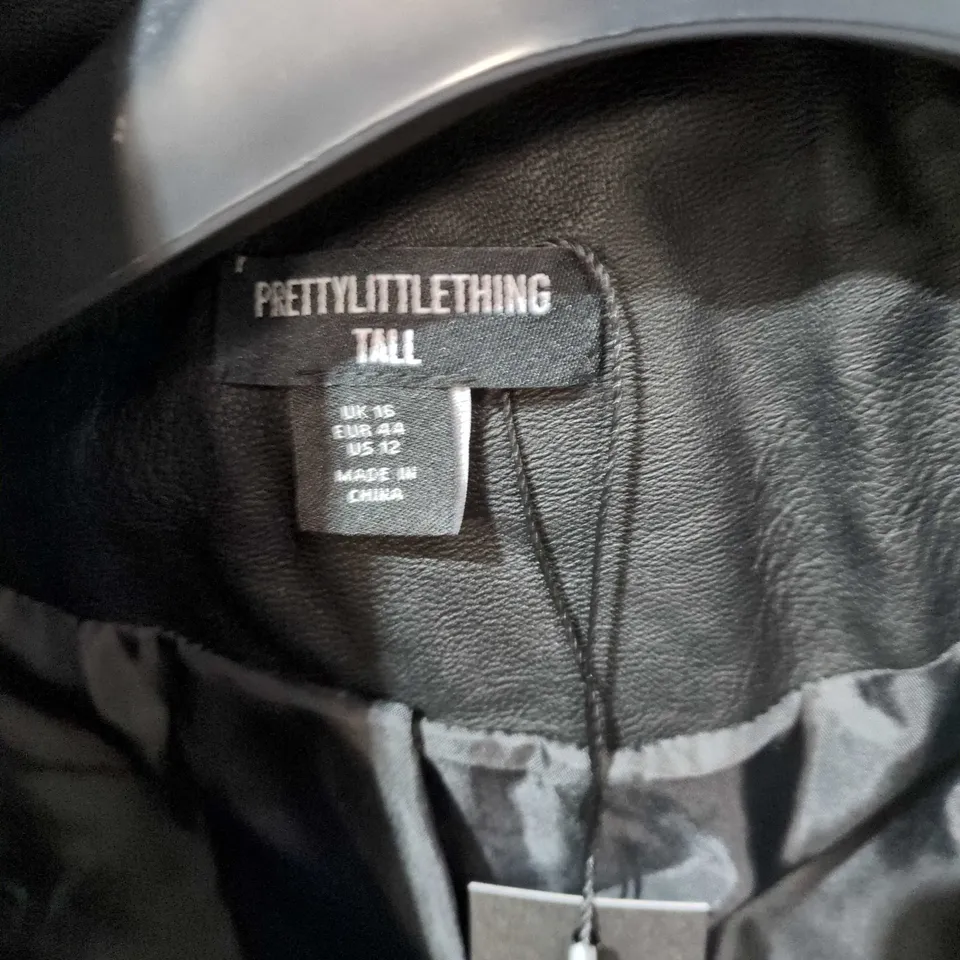 PRETTYLITTLETHING
TALL
UK 16
EUR 44
US 12
MADE IN
CHINA